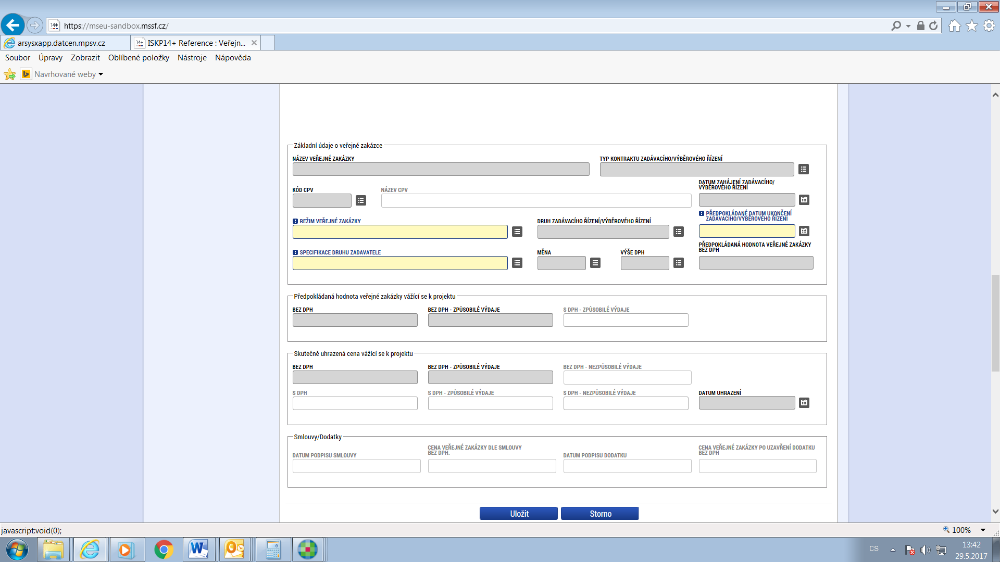 https://mseu-sandbox.mssf.cz/
arsysxapp.datcen.mpsv.cz
ISKP14+ Reference : Veřejn...
Soubor Úpravy Zobrazit Oblíbené položky Nástroje Nápověda
Navrhované weby
Základní údaje o veřejné zakázce
NÁZEV VEŘEJNÉ ZAKÁZKY
TYP KONTRAKTU ZADÁVACÍHO/VÝBĚROVÉHO ŘÍZENÍ
KÓD CPV
NÁZEV CPV
DATUM ZAHÁJENÍ ZADÁVACÍHO/
VÝBĚROVÉHO ŘÍZENÍ
REŽIM VEŘEJNÉ ZAKÁZKY
DRUH ZADÁVACÍHO ŘÍZENÍ/VÝBĚROVÉHO ŘÍZENÍ
PŘEDPOKLÁDANÉ DATUM UKONČENÍ
ZADÁVACÍHO/VÝBĚROVÉHO ŘÍZENÍ
SPECIFIKACE DRUHU ZADAVATELE
MĚNA
VÝŠE DPH
PŘEDPOKLÁDANÁ HODNOTA VEŘEJNÉ ZAKÁZKY
BEZ DPH
Předpokládaná hodnota veřejné zakázky vážící se k projektu
BEZ DPH
BEZ DPH - ZPŮSOBILÉ VÝDAJE
S DPH - ZPŮSOBILÉ VÝDAJE
Skutečně uhrazená cena vážící se k projektu
BEZ DPH
BEZ DPH - ZPŮSOBILÉ VÝDAJE
BEZ DPH - NEZPŮSOBILÉ VÝDAJE
S DPH
S DPH - ZPŮSOBILÉ VÝDAJE
S DPH - NEZPŮSOBILÉ VÝDAJE
DATUM UHRAZENÍ
Smlouvy/Dodatky
DATUM PODPISU SMLOUVY
CENA VEŘEJNÉ ZAKÁZKY DLE SMLOUVY
BEZ DPH.
DATUM PODPISU DODATKU
CENA VEŘEJNÉ ZAKÁZKY PO UZAVŘENÍ DODATKU
BEZ DPH
Uložit
Storno
javascript:void(0);
100%
CS
13:42
29.5.2017